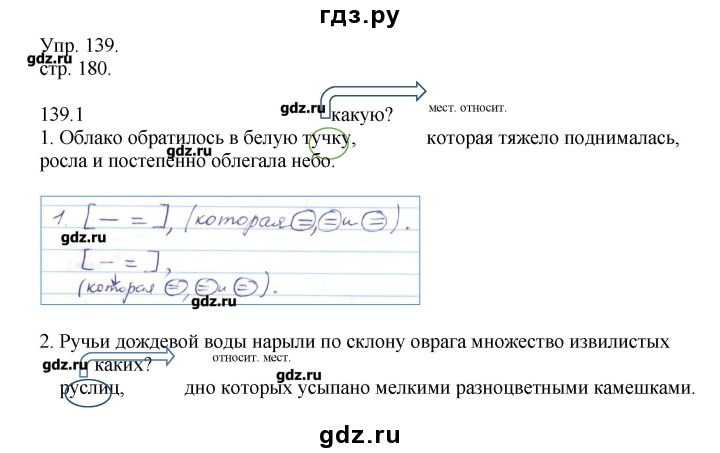 гдз.ру
Упр. 139.
gdz.ru
стр. 180.
139.1
gdz.ru
какую?
мест. относит.
1. Облако обратилось в белую тучку, которая тяжело поднималась,
gdz.ru
росла и постепенно облегала небо.
1. [— =], (которая =, = и =).
gdz.ru
[— =],
(которая =, = и =).
gdz.ru
2. Ручьи дождевой воды нарыли по склону оврага множество извилистых
gdz.ru
каких?
относит. мест.
gdz.ru
руслиц, дно которых усыпано мелкими разноцветными камешками.
gdz.ru